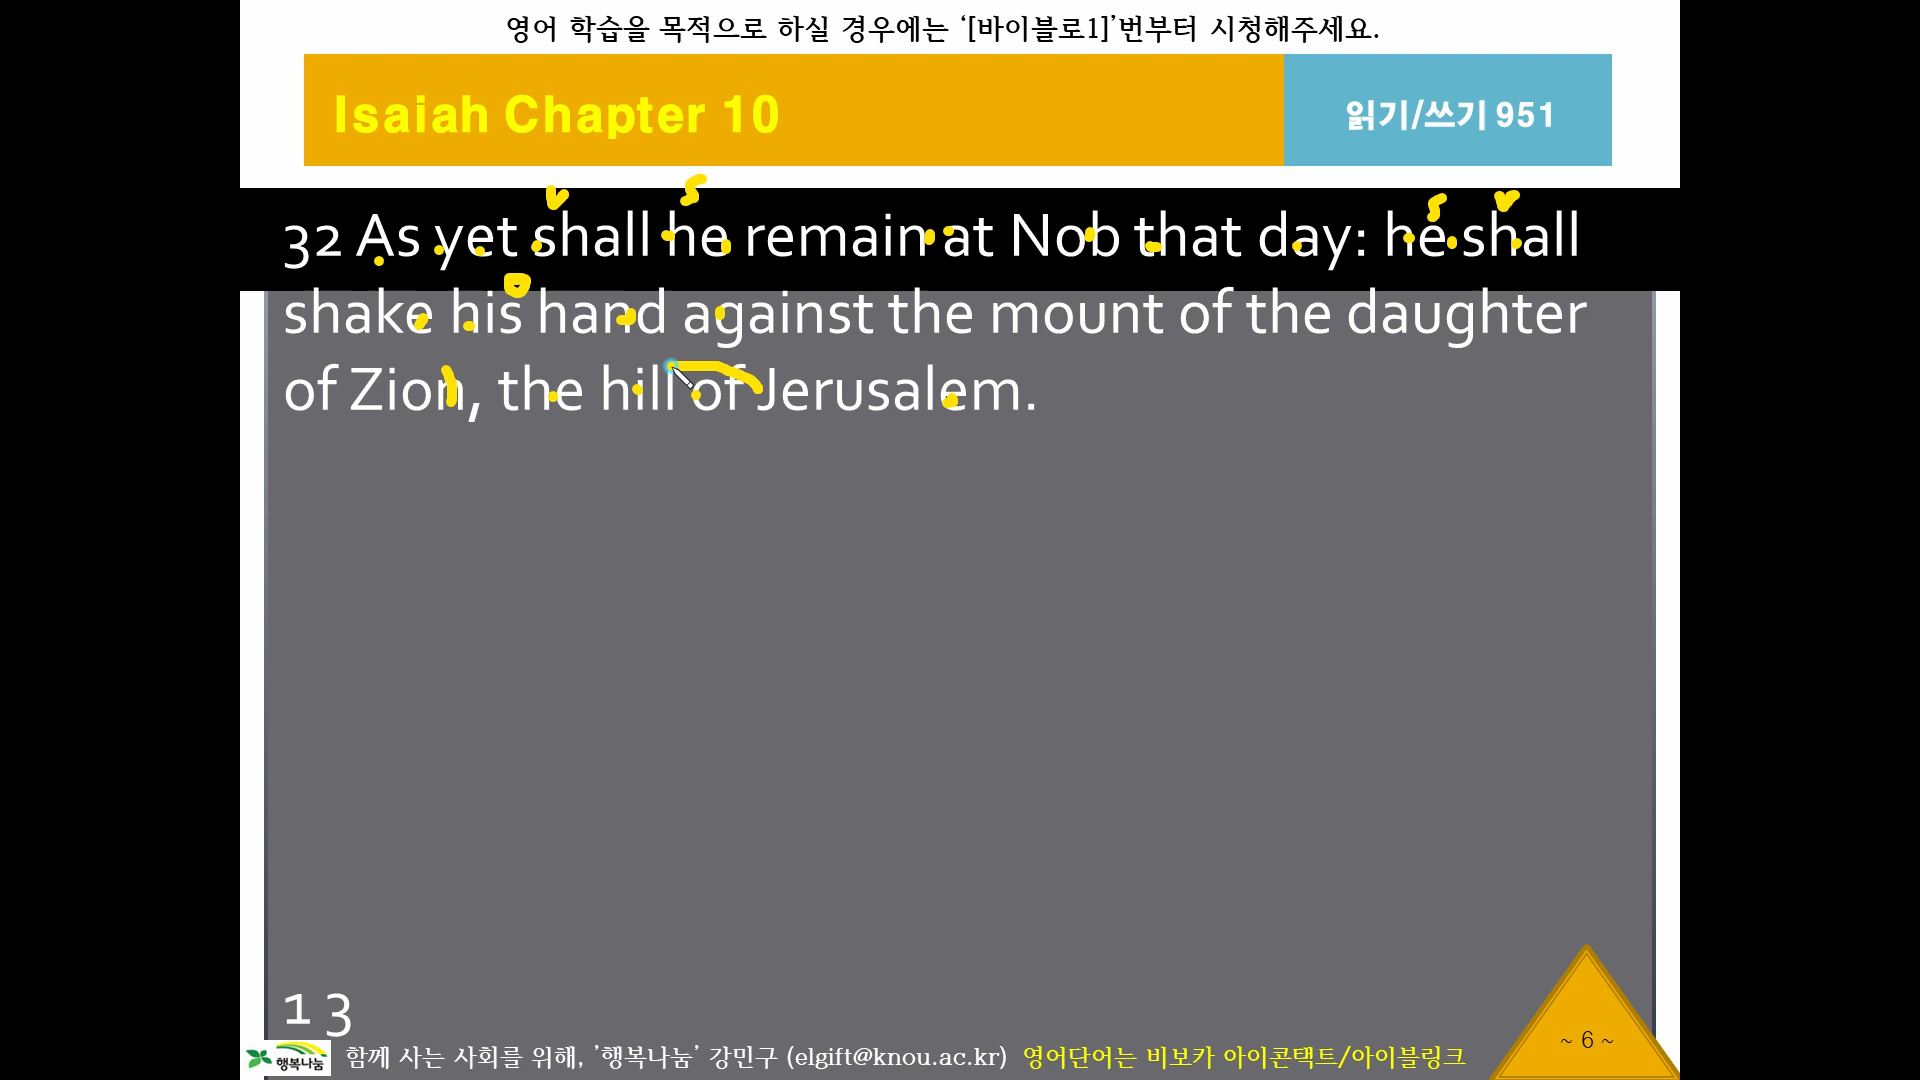 영어 학습을 목적으로 하실 경우에는 ‘[바이블로1]’번부터 시청해주세요.
Isaiah Chapter 10
읽기/쓰기 951
32 As yet shall he remain at Nob that day: he shall
shake his hand against the mount of the daughter
of Zion, the hill of Jerusalem.
1 3
행복나눔
함께 사는 사회를 위해, ’행복나눔’ 강민구 (elgift@knou.ac.kr) 영어단어는 비보카 아이콘택트/아이블링크
~ 6 ~